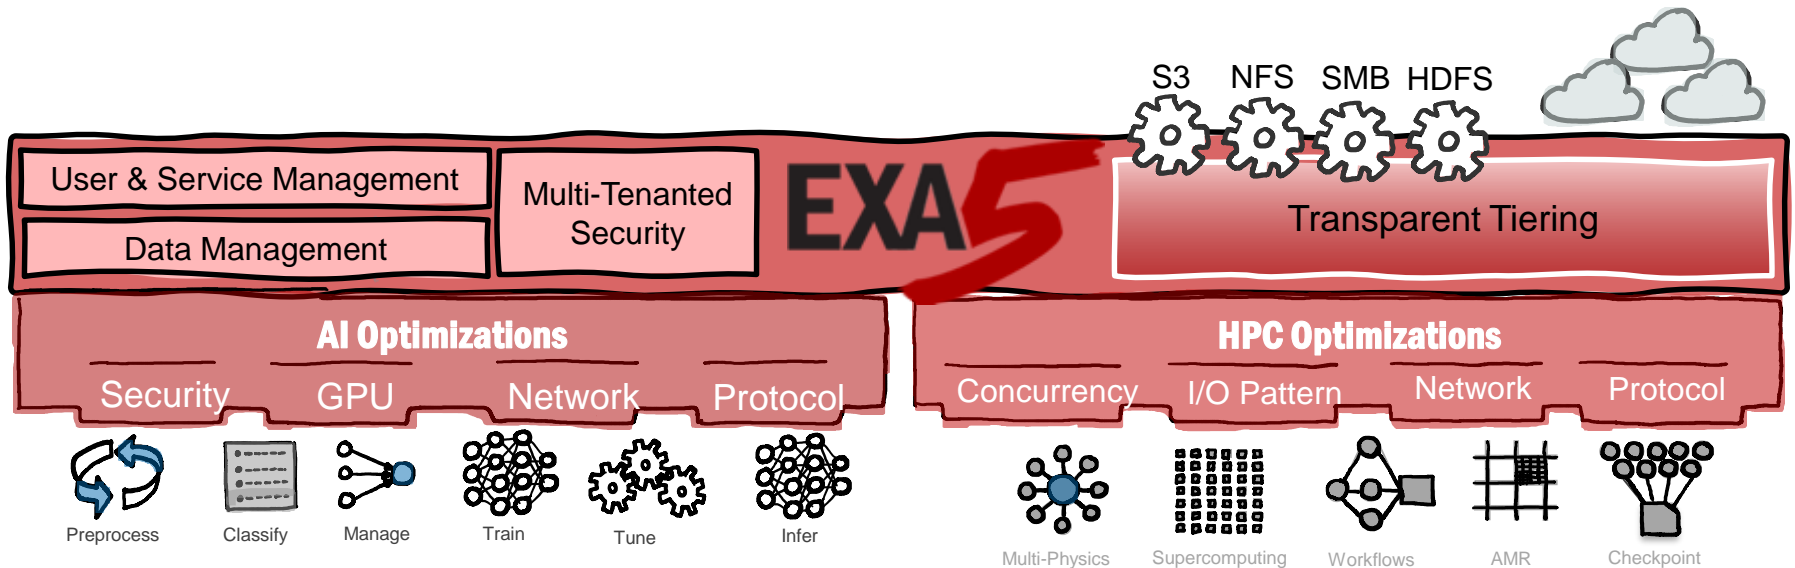 S3 NFS SMB HDFS
User & Service Management
Data Management
Multi-Tenanted
Security
EXA5
Transparent Tiering
AI Optimizations
Security GPU Network Protocol
HPC Optimizations
Concurrency I/O Pattern Network Protocol
Preprocess Classify Manage Train Tune Infer
Multi-Physics Supercomputing Workflows AMR Checkpoint